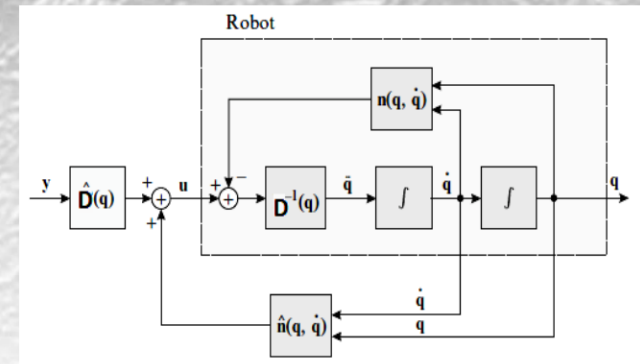 Robot
n(q, q̇)
y
D̂(q)
+
+
u
+
−
+
+
D⁻¹(q)
q̈
∫
q̇
∫
q
n̂(q, q̇)
q̇
q